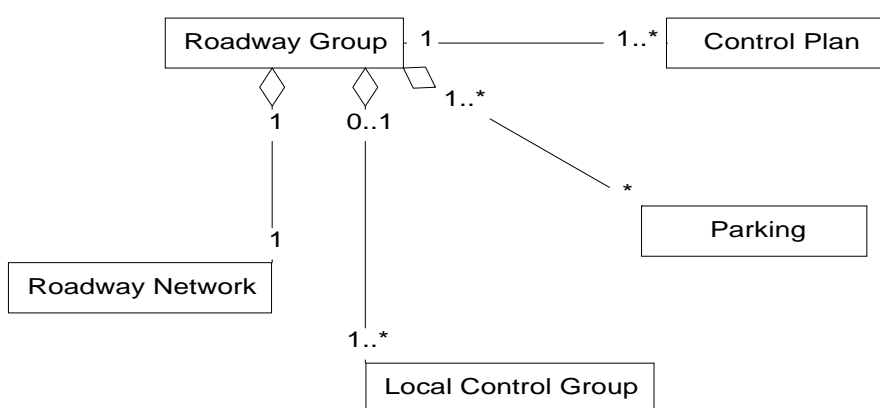 Roadway Group
1
1..*
Control Plan
1
0..1
1..*
*
Parking
1
Roadway Network
1..*
Local Control Group